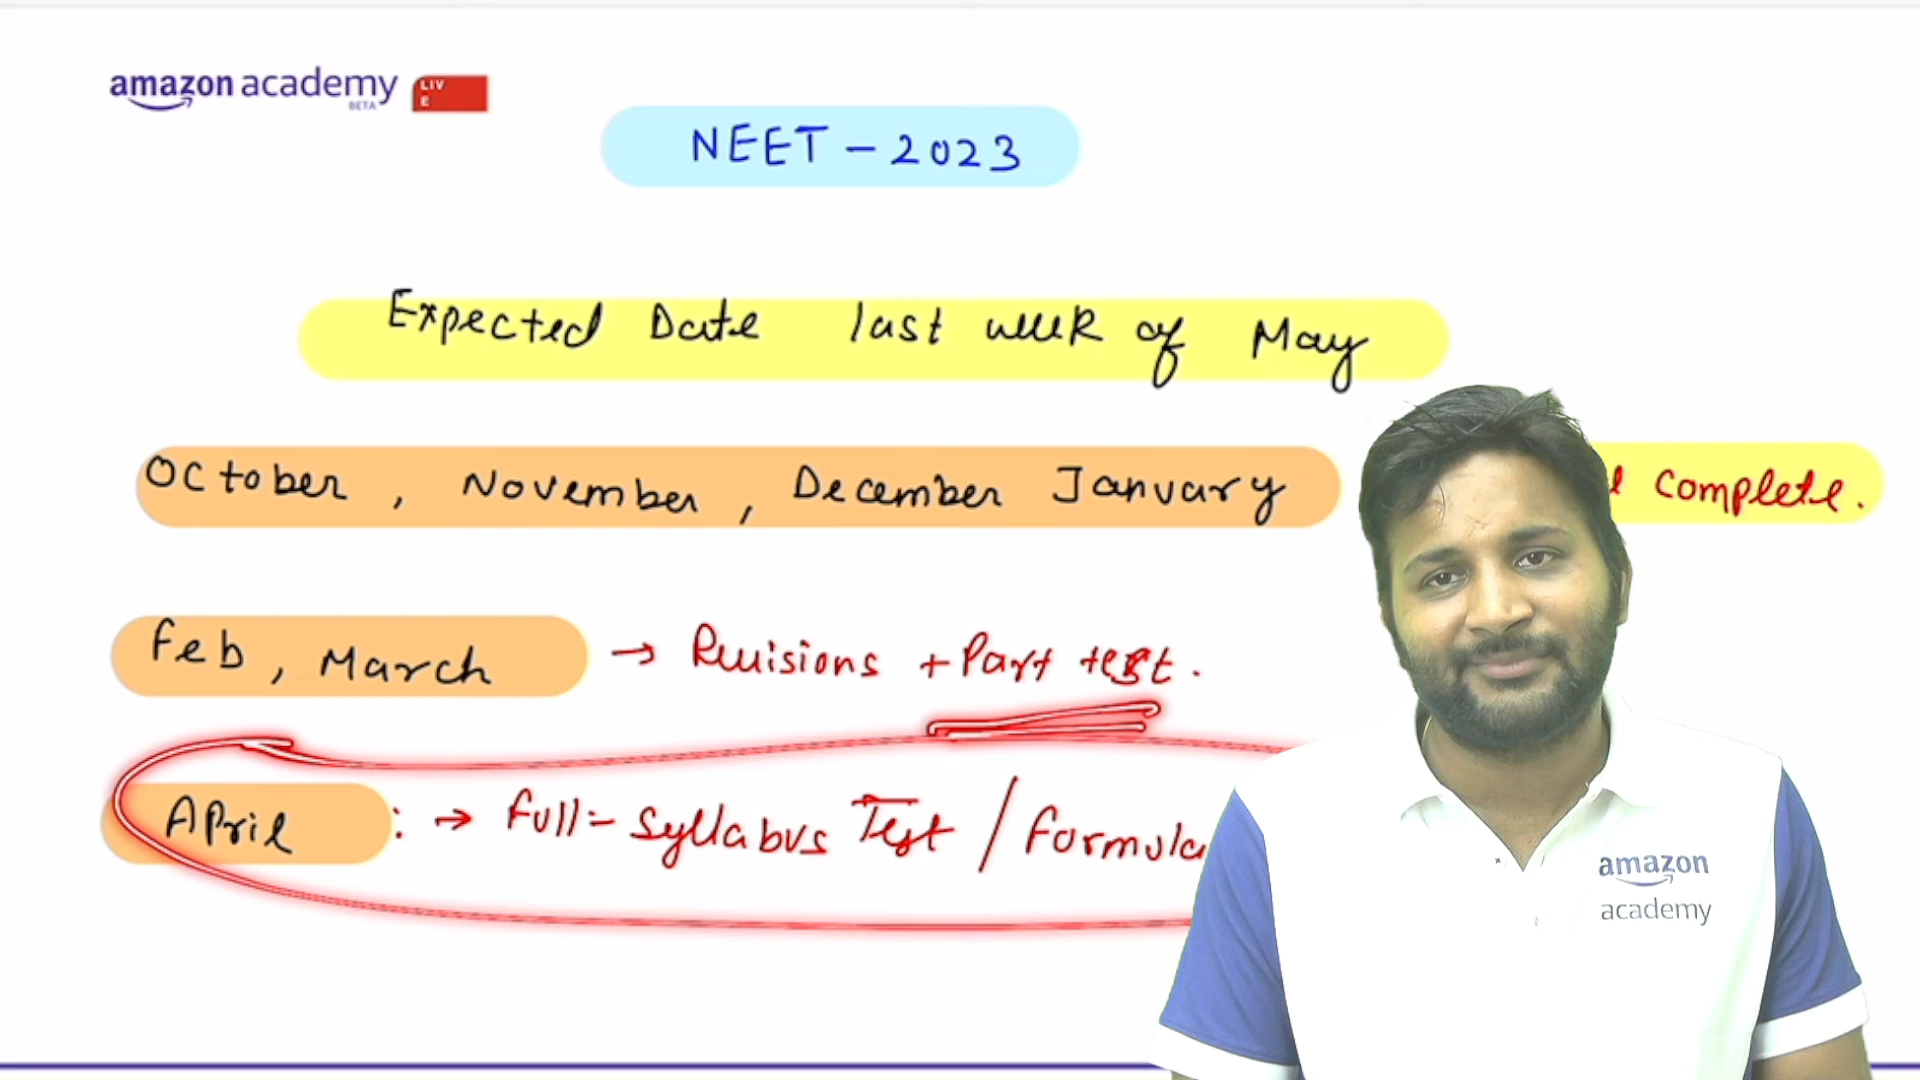 amazon academy
BETA
LIV
E
NEET - 2023
Expected Date last week of May
October, November, December January complete.
Feb, March → Revisions + Part test.
April : → Full-Syllabus Test / Formula
amazon
academy